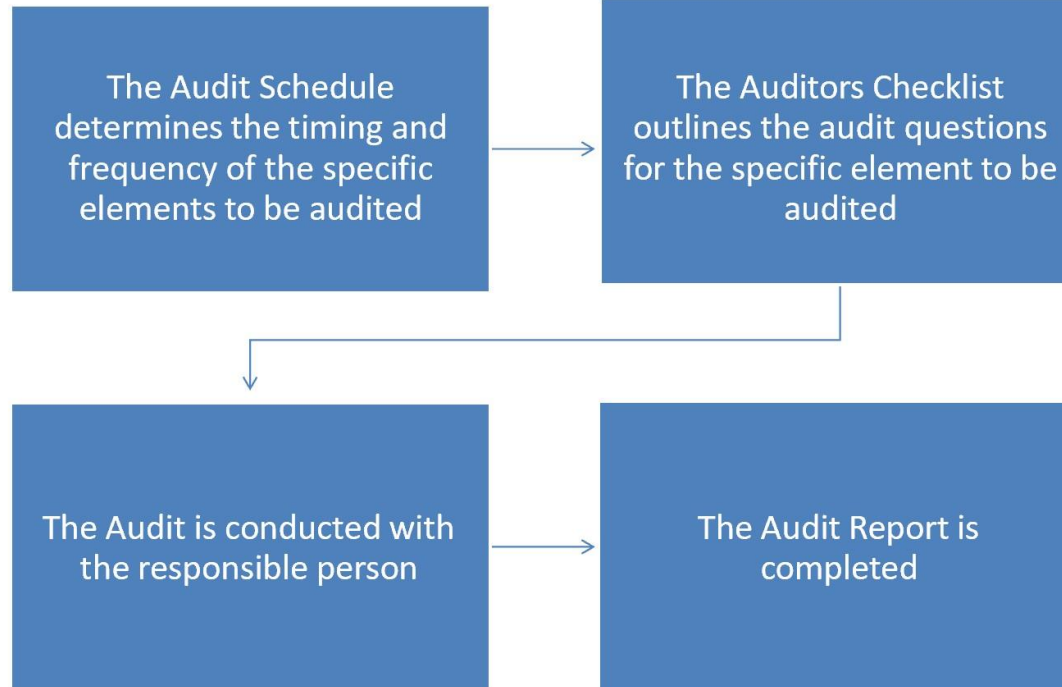 The Audit Schedule
determines the timing and
frequency of the specific
elements to be audited
The Auditors Checklist
outlines the audit questions
for the specific element to be
audited
The Audit is conducted with
the responsible person
The Audit Report is
completed